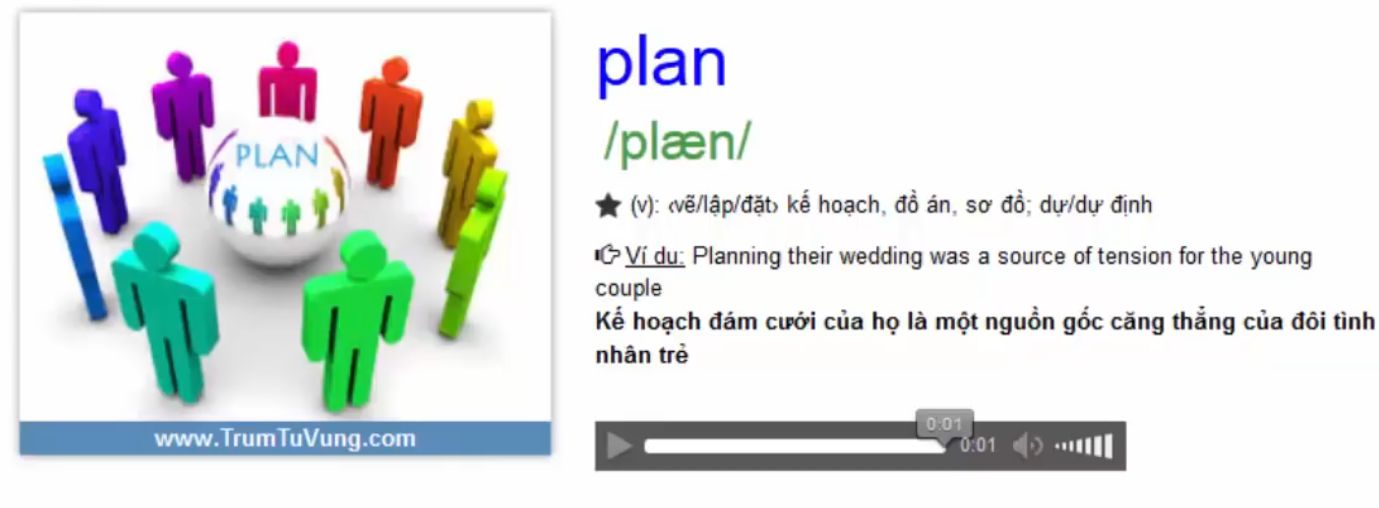 PLAN
www.TrumTuVung.com
plan
/plæn/
★ (v): ‹vẽ/lập/đặt› kế hoạch, đồ án, sơ đồ; dự/dự định
Ví du: Planning their wedding was a source of tension for the young
couple
Kế hoạch đám cưới của họ là một nguồn gốc căng thẳng của đôi tình
nhân trẻ
0:01
0:01